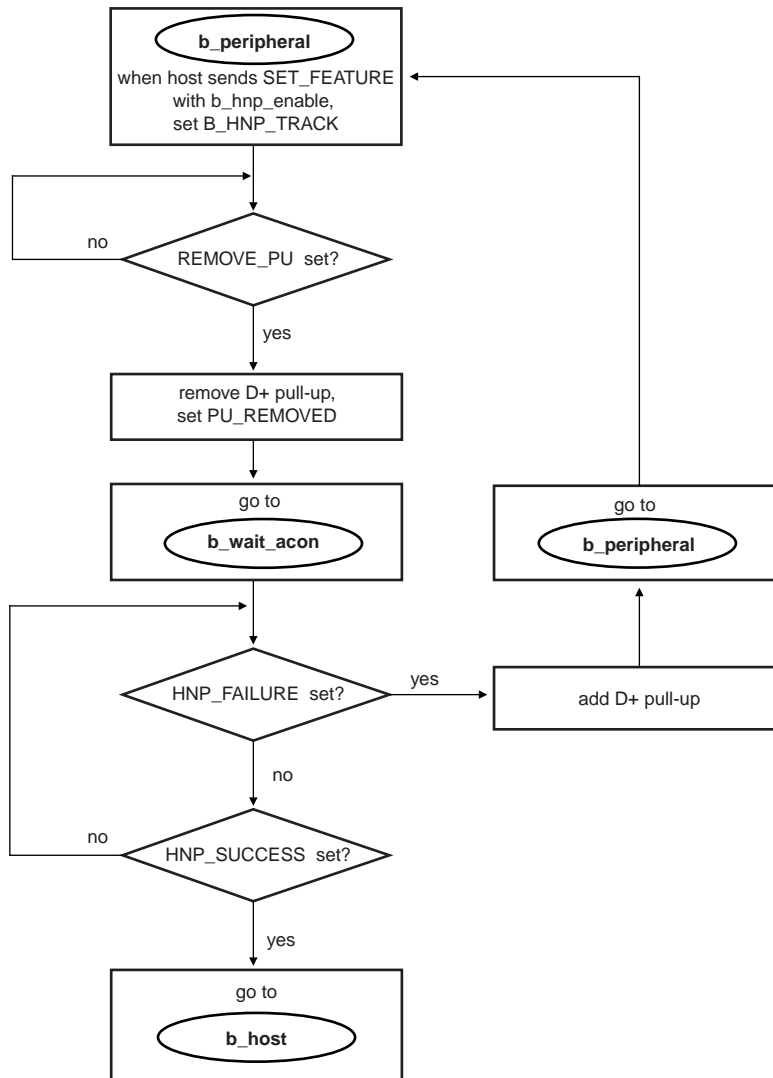 b_peripheral
when host sends SET_FEATURE
with b_hnp_enable,
set B_HNP_TRACK
no
REMOVE_PU set?
yes
remove D+ pull-up,
set PU_REMOVED
go to
b_wait_acon
go to
b_peripheral
HNP_FAILURE set?
yes
add D+ pull-up
no
no
HNP_SUCCESS set?
yes
go to
b_host